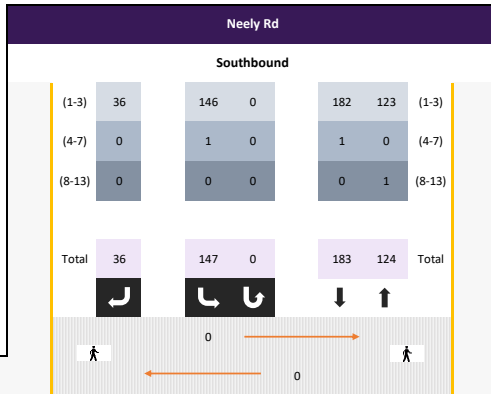 Neely Rd
Southbound
(1-3) 36 146 0 182 123 (1-3)
(4-7) 0 1 0 1 0 (4-7)
(8-13) 0 0 0 0 1 (8-13)
Total 36 147 0 183 124 Total
0
0